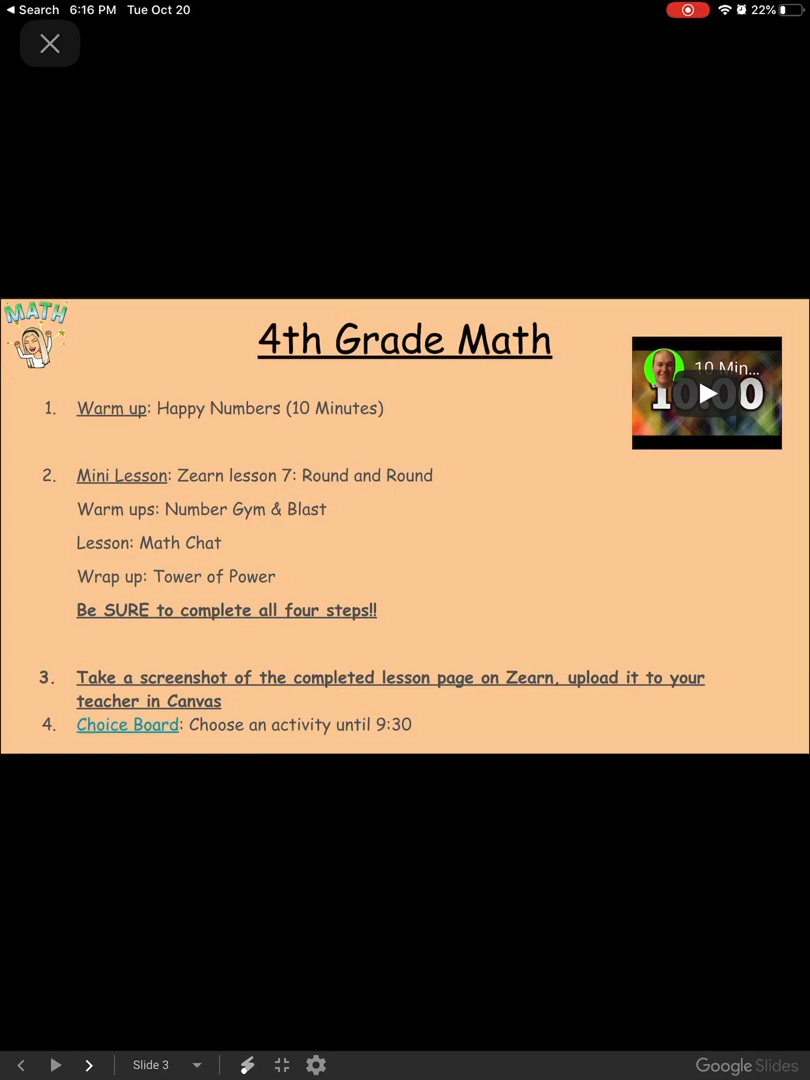 Search 6:16 PM Tue Oct 20 22%
MATH
4th Grade Math
10 Min...
10:00
1. Warm up: Happy Numbers (10 Minutes)
2. Mini Lesson: Zearn lesson 7: Round and Round
Warm ups: Number Gym & Blast
Lesson: Math Chat
Wrap up: Tower of Power
Be SURE to complete all four steps!!
3. Take a screenshot of the completed lesson page on Zearn, upload it to your
teacher in Canvas
4. Choice Board: Choose an activity until 9:30
Slide 3 Google Slides